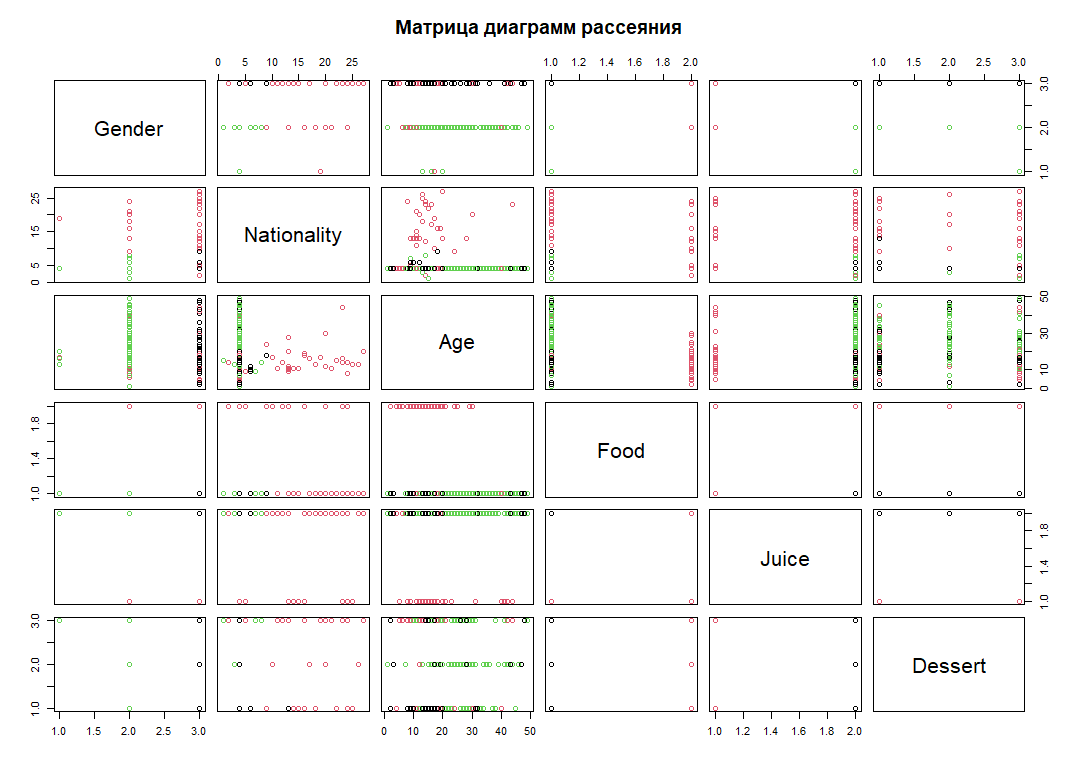 Матрица диаграмм рассеяния
0 5 10 15 20 25 1.0 1.2 1.4 1.6 1.8 2.0 1.0 1.5 2.0 2.5 3.0
Gender
1.0 2.0 3.0
0 5 15 25
Nationality
Age
0 10 30 50
1.0 1.4 1.8
Food
Juice
1.0 1.4 1.8
1.0 2.0 3.0
Dessert
1.0 1.5 2.0 2.5 3.0 0 10 20 30 40 50 1.0 1.2 1.4 1.6 1.8 2.0